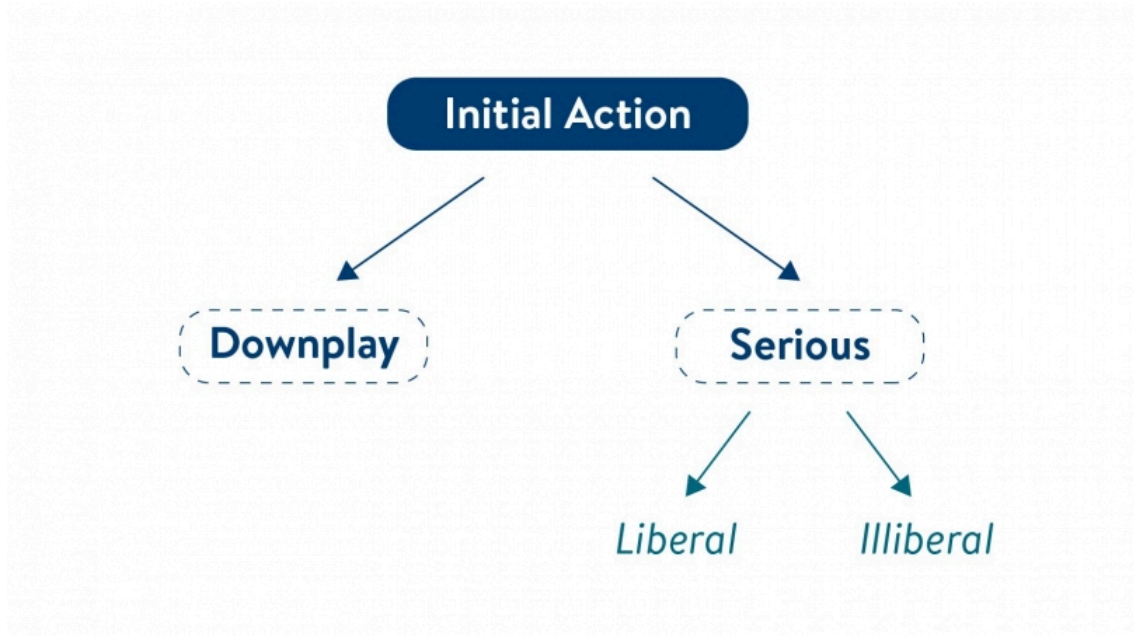 Initial Action
Downplay
Serious
Liberal
Illiberal